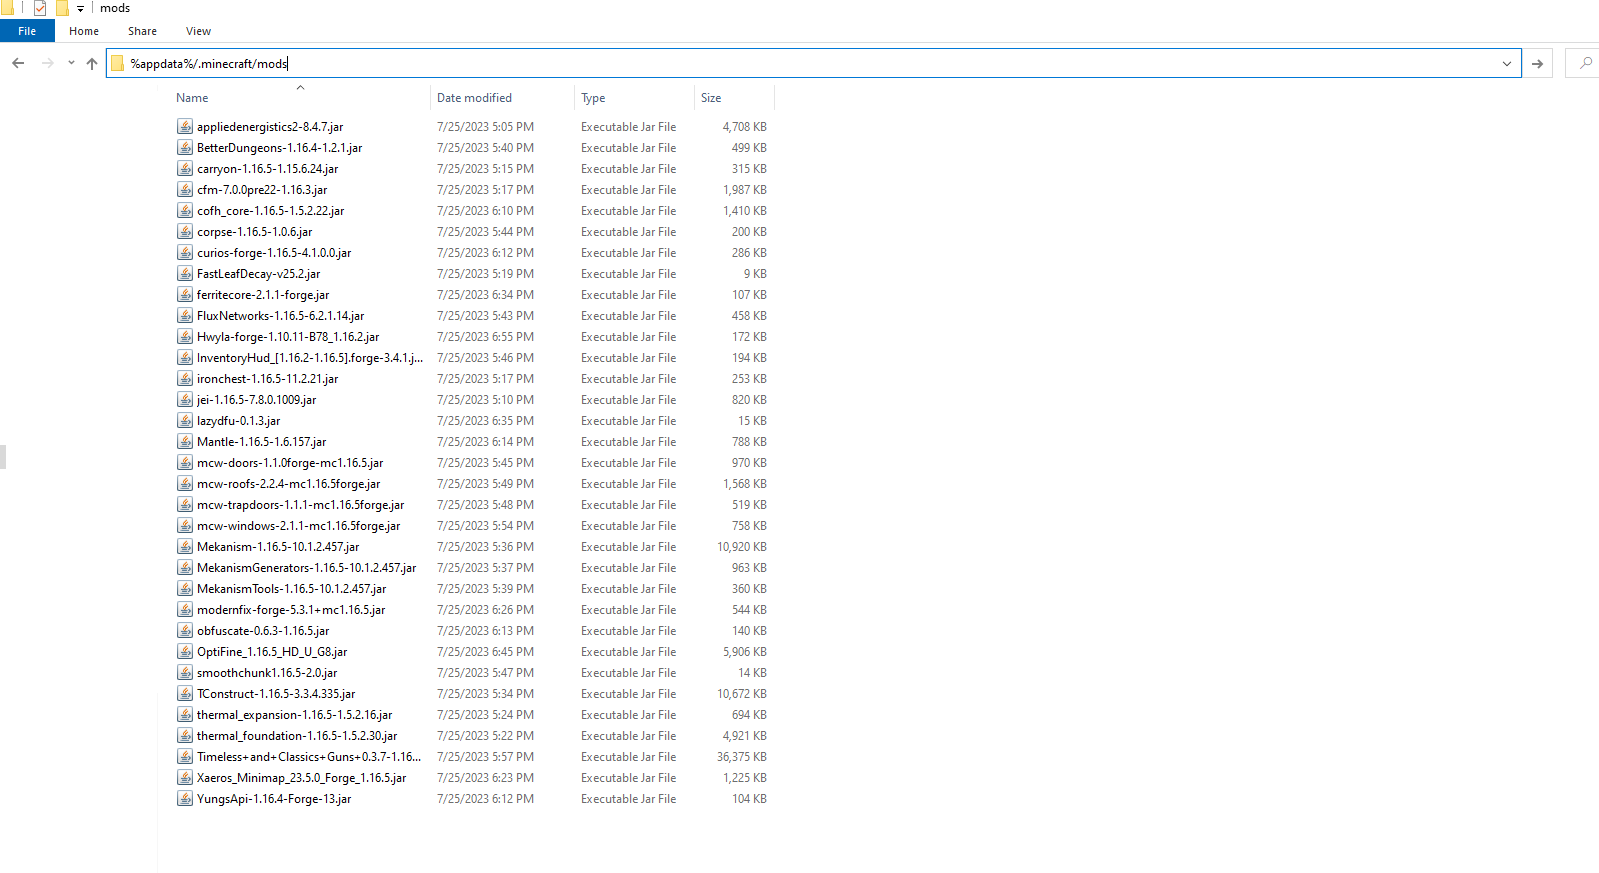 mods
File Home Share View
%appdata%/.minecraft/mods
Name Date modified Type Size
appliedenergistics2-8.4.7.jar 7/25/2023 5:05 PM Executable Jar File 4,708 KB
BetterDungeons-1.16.4-1.2.1.jar 7/25/2023 5:40 PM Executable Jar File 499 KB
carryon-1.16.5-1.15.6.24.jar 7/25/2023 5:15 PM Executable Jar File 315 KB
cfm-7.0.0pre22-1.16.3.jar 7/25/2023 5:17 PM Executable Jar File 1,987 KB
cofh_core-1.16.5-1.5.2.22.jar 7/25/2023 6:10 PM Executable Jar File 1,410 KB
corpse-1.16.5-1.0.6.jar 7/25/2023 5:44 PM Executable Jar File 200 KB
curios-forge-1.16.5-4.1.0.0.jar 7/25/2023 6:12 PM Executable Jar File 286 KB
FastLeafDecay-v25.2.jar 7/25/2023 5:19 PM Executable Jar File 9 KB
ferritecore-2.1.1-forge.jar 7/25/2023 6:34 PM Executable Jar File 107 KB
FluxNetworks-1.16.5-6.2.1.14.jar 7/25/2023 5:43 PM Executable Jar File 458 KB
Hwyla-forge-1.10.11-B78_1.16.2.jar 7/25/2023 6:55 PM Executable Jar File 172 KB
InventoryHud_[1.16.2-1.16.5].forge-3.4.1.j... 7/25/2023 5:46 PM Executable Jar File 194 KB
ironchest-1.16.5-11.2.21.jar 7/25/2023 5:17 PM Executable Jar File 253 KB
jei-1.16.5-7.8.0.1009.jar 7/25/2023 5:10 PM Executable Jar File 820 KB
lazydfu-0.1.3.jar 7/25/2023 6:35 PM Executable Jar File 15 KB
Mantle-1.16.5-1.6.157.jar 7/25/2023 6:14 PM Executable Jar File 788 KB
mcw-doors-1.1.0forge-mc1.16.5.jar 7/25/2023 5:45 PM Executable Jar File 970 KB
mcw-roofs-2.2.4-mc1.16.5forge.jar 7/25/2023 5:49 PM Executable Jar File 1,568 KB
mcw-trapdoors-1.1.1-mc1.16.5forge.jar 7/25/2023 5:48 PM Executable Jar File 519 KB
mcw-windows-2.1.1-mc1.16.5forge.jar 7/25/2023 5:54 PM Executable Jar File 758 KB
Mekanism-1.16.5-10.1.2.457.jar 7/25/2023 5:36 PM Executable Jar File 10,920 KB
MekanismGenerators-1.16.5-10.1.2.457.jar 7/25/2023 5:37 PM Executable Jar File 963 KB
MekanismTools-1.16.5-10.1.2.457.jar 7/25/2023 5:39 PM Executable Jar File 360 KB
modernfix-forge-5.3.1+mc1.16.5.jar 7/25/2023 6:26 PM Executable Jar File 544 KB
obfuscate-0.6.3-1.16.5.jar 7/25/2023 6:13 PM Executable Jar File 140 KB
OptiFine_1.16.5_HD_U_G8.jar 7/25/2023 6:45 PM Executable Jar File 5,906 KB
smoothchunk1.16.5-2.0.jar 7/25/2023 5:47 PM Executable Jar File 14 KB
TConstruct-1.16.5-3.3.4.335.jar 7/25/2023 5:34 PM Executable Jar File 10,672 KB
thermal_expansion-1.16.5-1.5.2.16.jar 7/25/2023 5:24 PM Executable Jar File 694 KB
thermal_foundation-1.16.5-1.5.2.30.jar 7/25/2023 5:22 PM Executable Jar File 4,921 KB
Timeless+and+Classics+Guns+0.3.7-1.16... 7/25/2023 5:57 PM Executable Jar File 36,375 KB
Xaeros_Minimap_23.5.0_Forge_1.16.5.jar 7/25/2023 6:23 PM Executable Jar File 1,225 KB
YungsApi-1.16.4-Forge-13.jar 7/25/2023 6:12 PM Executable Jar File 104 KB